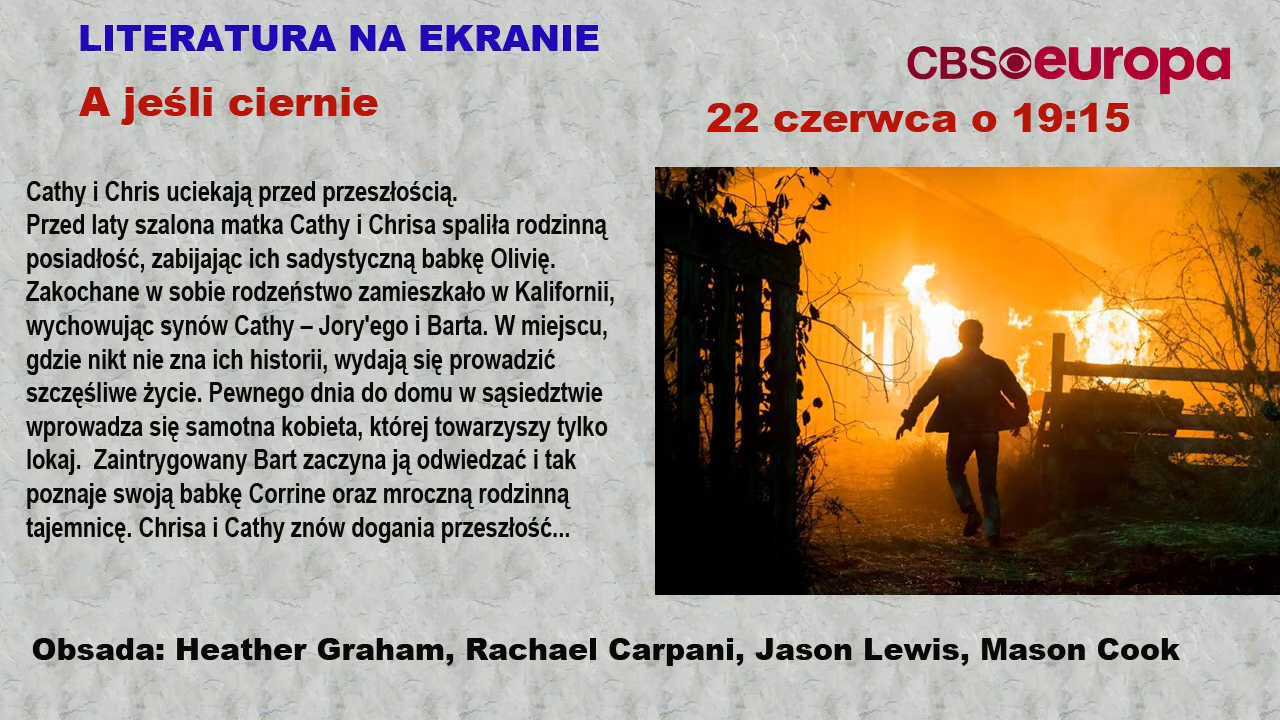 LITERATURA NA EKRANIE
CBS europa
A jeśli ciernie
22 czerwca o 19:15
Cathy i Chris uciekają przed przeszłością.
Przed laty szalona matka Cathy i Chrisa spaliła rodzinną
posiadłość, zabijając ich sadystyczną babkę Olivię.
Zakochane w sobie rodzeństwo zamieszkało w Kalifornii,
wychowując synów Cathy – Jory'ego i Barta. W miejscu,
gdzie nikt nie zna ich historii, wydają się prowadzić
szczęśliwe życie. Pewnego dnia do domu w sąsiedztwie
wprowadza się samotna kobieta, której towarzyszy tylko
lokaj.  Zaintrygowany Bart zaczyna ją odwiedzać i tak
poznaje swoją babkę Corrine oraz mroczną rodzinną
tajemnicę. Chrisa i Cathy znów dogania przeszłość...
Obsada: Heather Graham, Rachael Carpani, Jason Lewis, Mason Cook